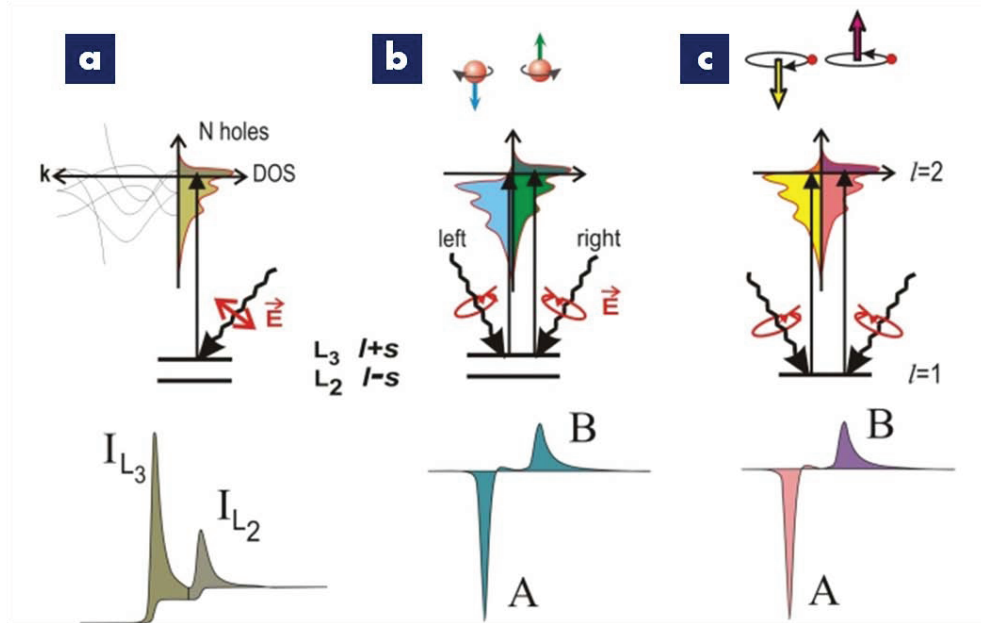 a
b
c
N holes
k
DOS
l=2
left
right
E
E
L3 l+s
L2 l-s
l=1
IL3
IL2
B
A
B
A